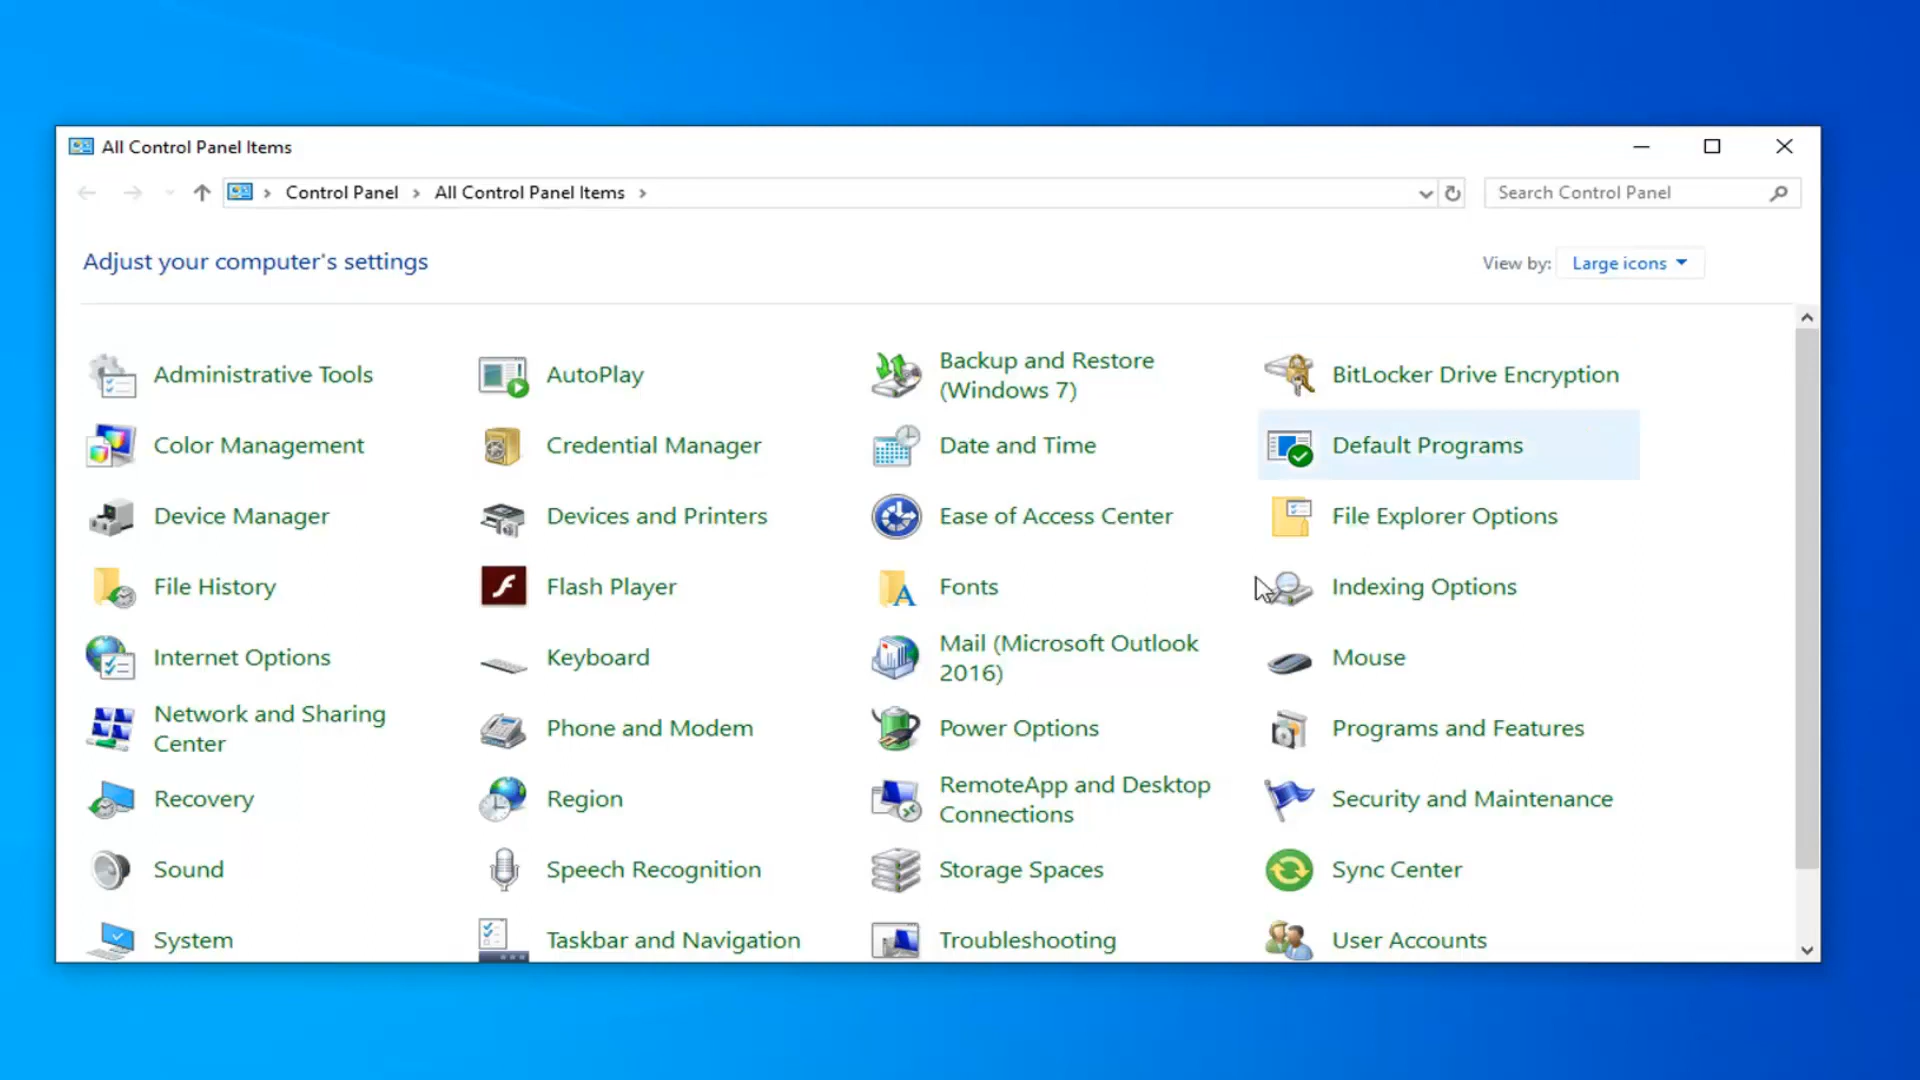 All Control Panel Items
Control Panel
All Control Panel Items
Search Control Panel
Adjust your computer's settings
View by:
Large icons
Administrative Tools
AutoPlay
Backup and Restore
(Windows 7)
BitLocker Drive Encryption
Color Management
Credential Manager
Date and Time
Default Programs
Device Manager
Devices and Printers
Ease of Access Center
File Explorer Options
File History
Flash Player
Fonts
Indexing Options
Internet Options
Keyboard
Mail (Microsoft Outlook
2016)
Mouse
Network and Sharing
Center
Phone and Modem
Power Options
Programs and Features
Recovery
Region
RemoteApp and Desktop
Connections
Security and Maintenance
Sound
Speech Recognition
Storage Spaces
Sync Center
System
Taskbar and Navigation
Troubleshooting
User Accounts